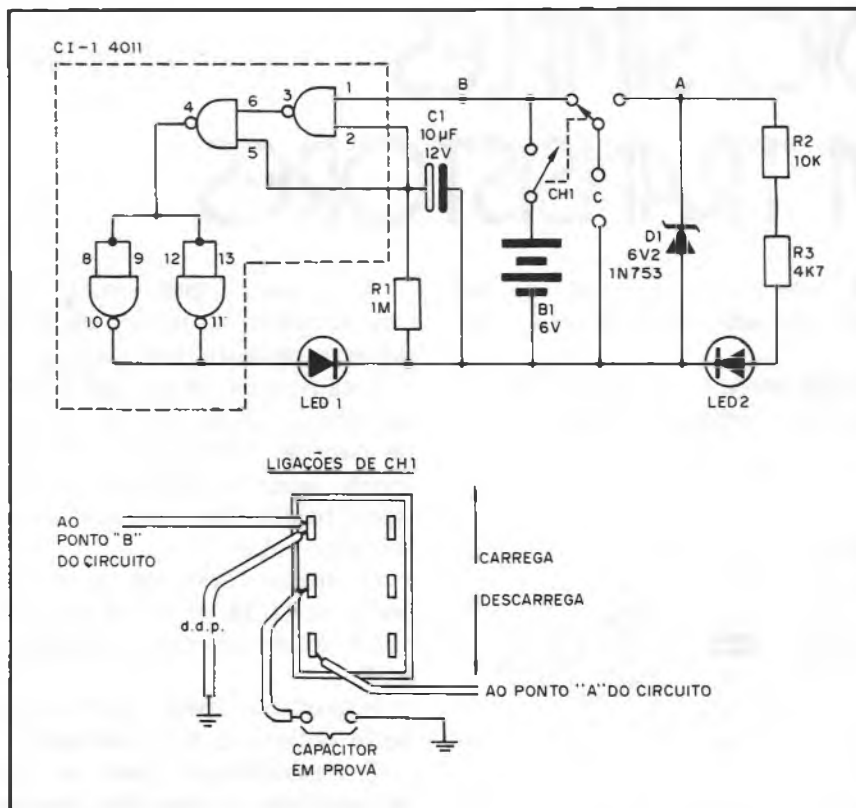 CI-1 4011
4
6
3
1
5
2
B
A
C1
10µF
12V
CH1
C
R2
10K
D1
6V2
1N753
R3
4K7
8
9
12
13
10
11
R1
1M
B1
6V
LED 1
LED2
LIGAÇÕES DE CH1
AO
PONTO "B"
DO CIRCUITO
d.d.p.
CARREGA
DESCARREGA
AO PONTO "A" DO CIRCUITO
CAPACITOR
EM PROVA